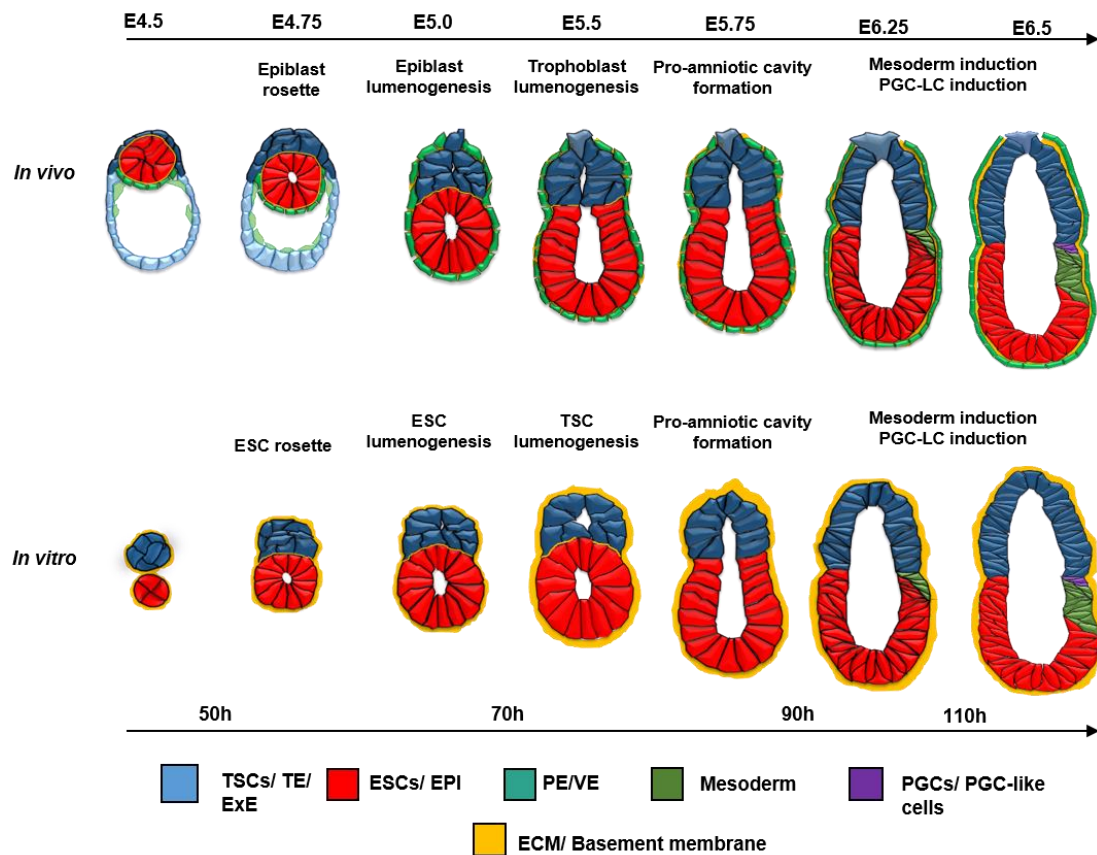 E4.5 E4.75 E5.0 E5.5 E5.75 E6.25 E6.5
Epiblast
rosette
Epiblast
lumenogenesis
Trophoblast
lumenogenesis
Pro-amniotic cavity
formation
Mesoderm induction
PGC-LC induction
In vivo
ESC rosette
ESC
lumenogenesis
TSC
lumenogenesis
Pro-amniotic cavity
formation
Mesoderm induction
PGC-LC induction
In vitro
50h 70h 90h 110h
TSCs/ TE/
ExE
ESCs/ EPI
PE/VE
Mesoderm
PGCs/ PGC-like
cells
ECM/ Basement membrane